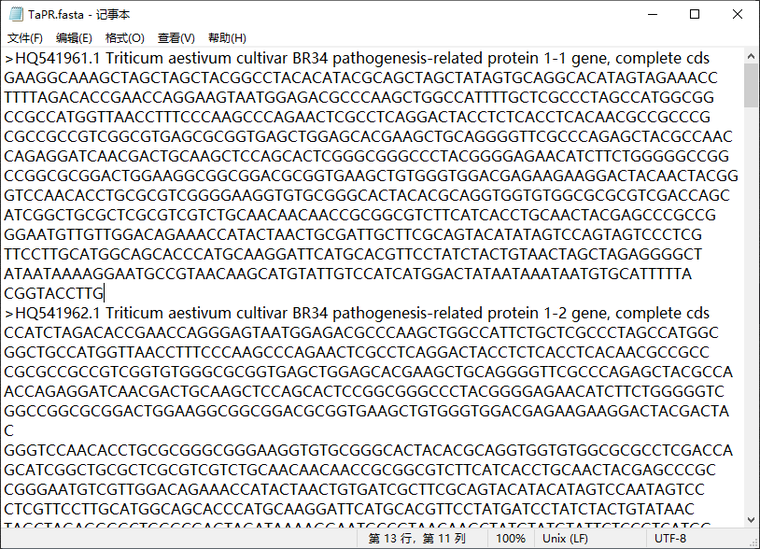 TaPR.fasta - 记事本
文件(F) 编辑(E) 格式(O) 查看(V) 帮助(H)
>HQ541961.1 Triticum aestivum cultivar BR34 pathogenesis-related protein 1-1 gene, complete cds
GAAGGCAAAGCTAGCTAGCTACGGCCTACACATACGCAGCTAGCTATAGTGCAGGCACATAGTAGAAACC
TTTTAGACACCGAACCAGGAAGTAATGGAGACGCCCAAGCTGGCCATTTTGCTCGCCCTAGCCATGGCGG
CCGCCATGGTTAACCTTTCCCAAGCCCAGAACTCGCCTCAGGACTACCTCTCACCTCACAACGCCGCCCG
CGCCGCCGTCGGCGTGAGCGCGGTGAGCTGGAGCACGAAGCTGCAGGGGTTCGCCCAGAGCTACGCCAAC
CAGAGGATCAACGACTGCAAGCTCCAGCACTCGGGCGGGCCCTACGGGGAGAACATCTTCTGGGGGCCGG
CCGGCGCGGACTGGAAGGCGGCGGACGCGGTGAAGCTGTGGGTGGACGAGAAGAAGGACTACAACTACGG
GTCCAACACCTGCGCGTCGGGGAAGGTGTGCGGGCACTACACGCAGGTGGTGTGGCGCGCGTCGACCAGC
ATCGGCTGCGCTCGCGTCGTCTGCAACAACAACCGCGGCGTCTTCATCACCTGCAACTACGAGCCCGCCG
GGAATGTTGTTGGACAGAAACCATACTAACTGCGATTGCTTCGCAGTACATATAGTCCAGTAGTCCCTCG
TTCCTTGCATGGCAGCACCCATGCAAGGATTCATGCACGTTCCTATCTACTGTAACTAGCTAGAGGGGCT
ATAATAAAAGGAATGCCGTAACAAGCATGTATTGTCCATCATGGACTATAATAAATAATGTGCATTTTTA
CGGTACCTTG
>HQ541962.1 Triticum aestivum cultivar BR34 pathogenesis-related protein 1-2 gene, complete cds
CCATCTAGACACCGAACCAGGGAGTAATGGAGACGCCCAAGCTGGCCATTCTGCTCGCCCTAGCCATGGC
GGCTGCCATGGTTAACCTTTCCCAAGCCCAGAACTCGCCTCAGGACTACCTCTCACCTCACAACGCCGCC
CGCGCCGCCGTCGGTGTGGGCGCGGTGAGCTGGAGCACGAAGCTGCAGGGGTTCGCCCAGAGCTACGCCA
ACCAGAGGATCAACGACTGCAAGCTCCAGCACTCCGGCGGGCCCTACGGGGAGAACATCTTCTGGGGGTC
GGCCGGCGCGGACTGGAAGGCGGCGGACGCGGTGAAGCTGTGGGTGGACGAGAAGAAGGACTACGACTA
C
GGGTCCAACACCTGCGCGGGCGGGAAGGTGTGCGGGCACTACACGCAGGTGGTGTGGCGCGCCTCGACCA
GCATCGGCTGCGCTCGCGTCGTCTGCAACAACAACCGCGGCGTCTTCATCACCTGCAACTACGAGCCCGC
CGGGAATGTCGTTGGACAGAAACCATACTAACTGTGATCGCTTCGCAGTACATACATAGTCCAATAGTCC
CTCGTTCCTTGCATGGCAGCACCCATGCAAGGATTCATGCACGTTCCTATGATCCTATCTACTGTATAAC
第 13 行，第 11 列 100% Unix (LF) UTF-8